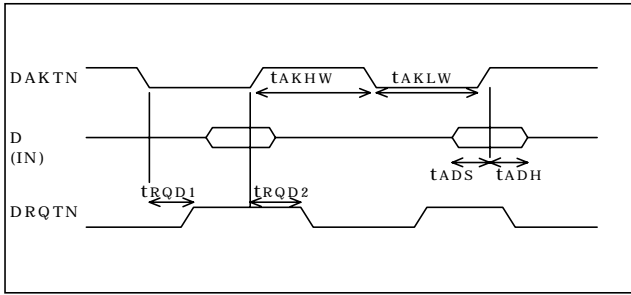 DAKTN
tAKHW
tAKLW
D
(IN)
tADS
tADH
tRQD1
tRQD2
DRQTN